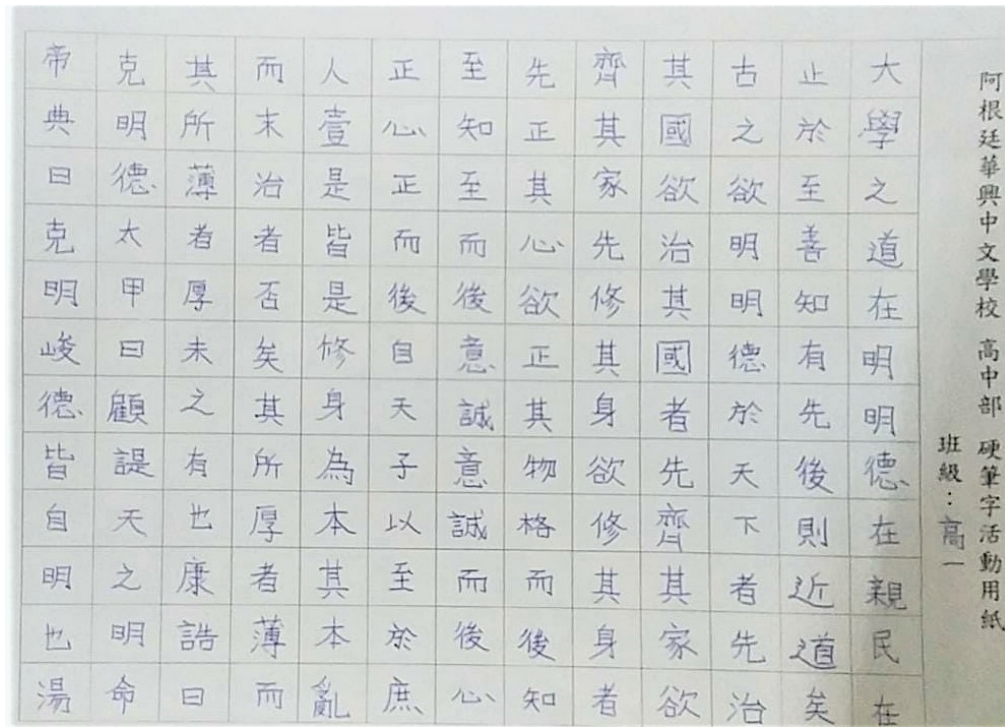 阿根廷華興中文學校 高中部 硬筆字活動用紙
班級：高一
大學之道在明明德在親民在
止於至善知有先後則近道矣
古之欲明明德於天下者先治
其國欲治其國者先齊其家欲
齊其家先修其身欲修其身者
先正其心欲正其物格而後知
至知至而後意誠意誠而後心
正心正而後自天子以至於庶
人壹是皆是修身為本其本亂
而末治者否矣其所厚者薄而
其所薄者厚未之有也康誥曰
克明德太甲曰顧諟天之明命
帝典曰克明峻德皆自明也湯